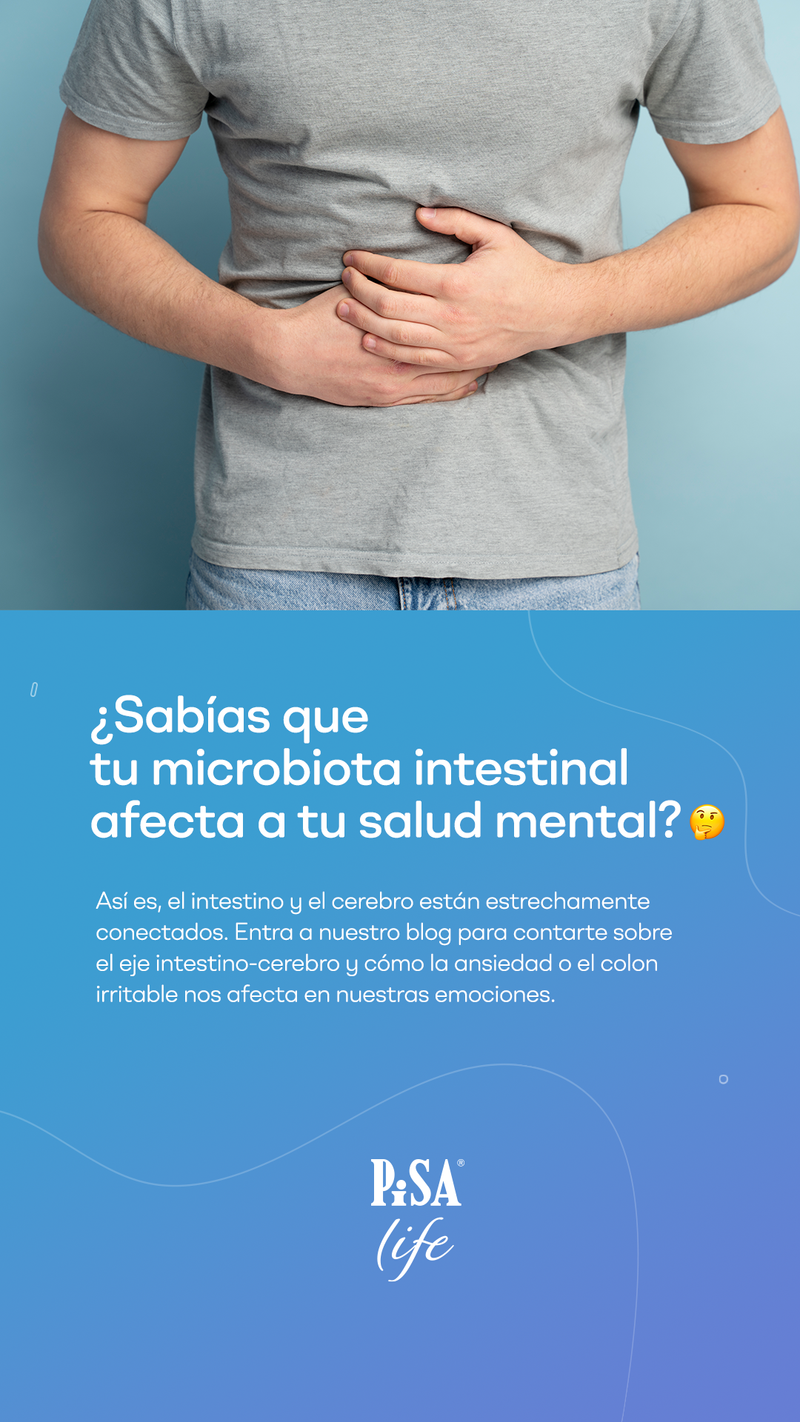 ¿Sabías que
tu microbiota intestinal
afecta a tu salud mental?🤔
Así es, el intestino y el cerebro están estrechamente
conectados. Entra a nuestro blog para contarte sobre
el eje intestino-cerebro y cómo la ansiedad o el colon
irritable nos afecta en nuestras emociones.
PiSA®
life